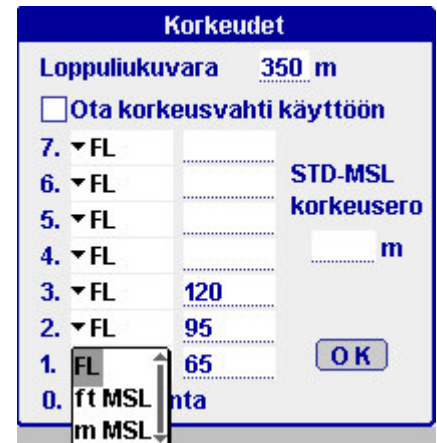 Korkeudet
Loppuliukuvara 350 m
Ota korkeusvahti käyttöön
7. FL
6. FL
STD-MSL
korkeusero
5. FL
4. FL
m
3. FL 120
2. FL 95
1. FL 65
OK
0. ft MSL nta
m MSL